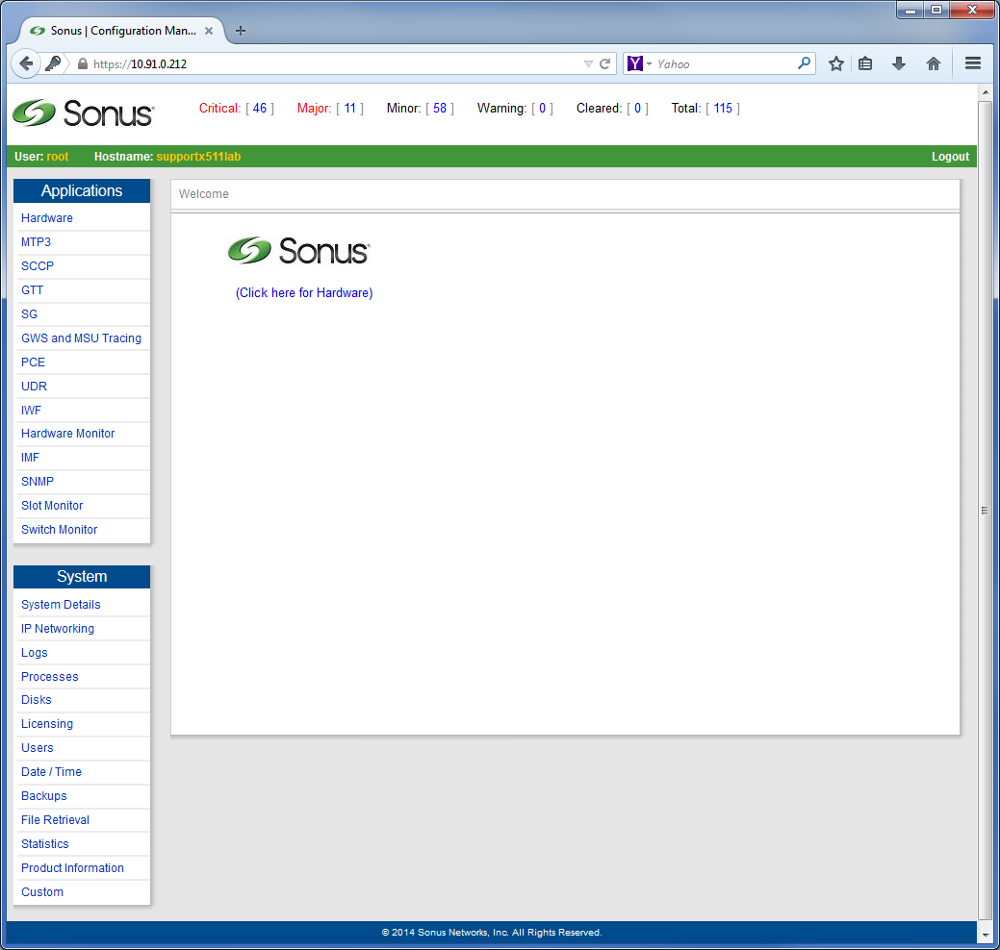 Sonus | Configuration Man...
https://10.91.0.212
Yahoo
Sonus
Critical: [ 46 ] Major: [ 11 ] Minor: [ 58 ] Warning: [ 0 ] Cleared: [ 0 ] Total: [ 115 ]
User: root Hostname: supportx511lab Logout
Applications
Hardware
MTP3
SCCP
GTT
SG
GWS and MSU Tracing
PCE
UDR
IWF
Hardware Monitor
IMF
SNMP
Slot Monitor
Switch Monitor
System
System Details
IP Networking
Logs
Processes
Disks
Licensing
Users
Date / Time
Backups
File Retrieval
Statistics
Product Information
Custom
Welcome
Sonus
(Click here for Hardware)
© 2014 Sonus Networks, Inc. All Rights Reserved.